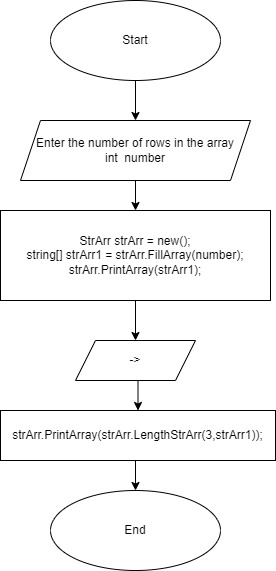 Start
Enter the number of rows in the array
int number
StrArr strArr = new();
string[] strArr1 = strArr.FillArray(number);
strArr.PrintArray(strArr1);
->
strArr.PrintArray(strArr.LengthStrArr(3,strArr1));
End